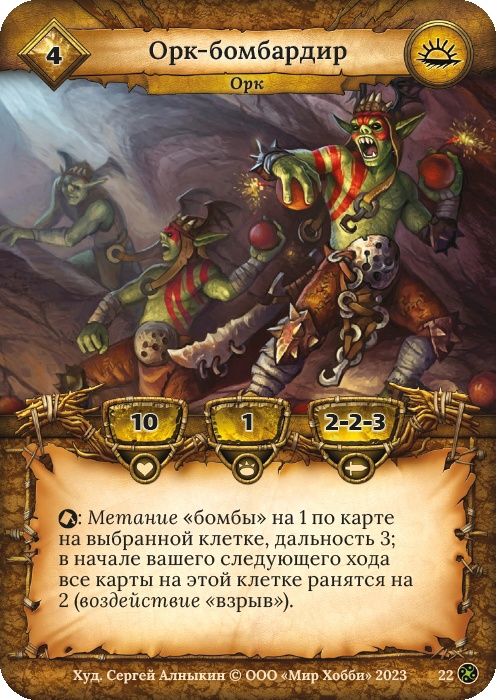 4
Орк-бомбардир
Орк
10
1
2-2-3
: Метание «бомбы» на 1 по карте
на выбранной клетке, дальность 3;
в начале вашего следующего хода
все карты на этой клетке ранятся на
2 (воздействие «взрыв»).
Худ. Сергей Алныкин © ООО «Мир Хобби» 2023
22